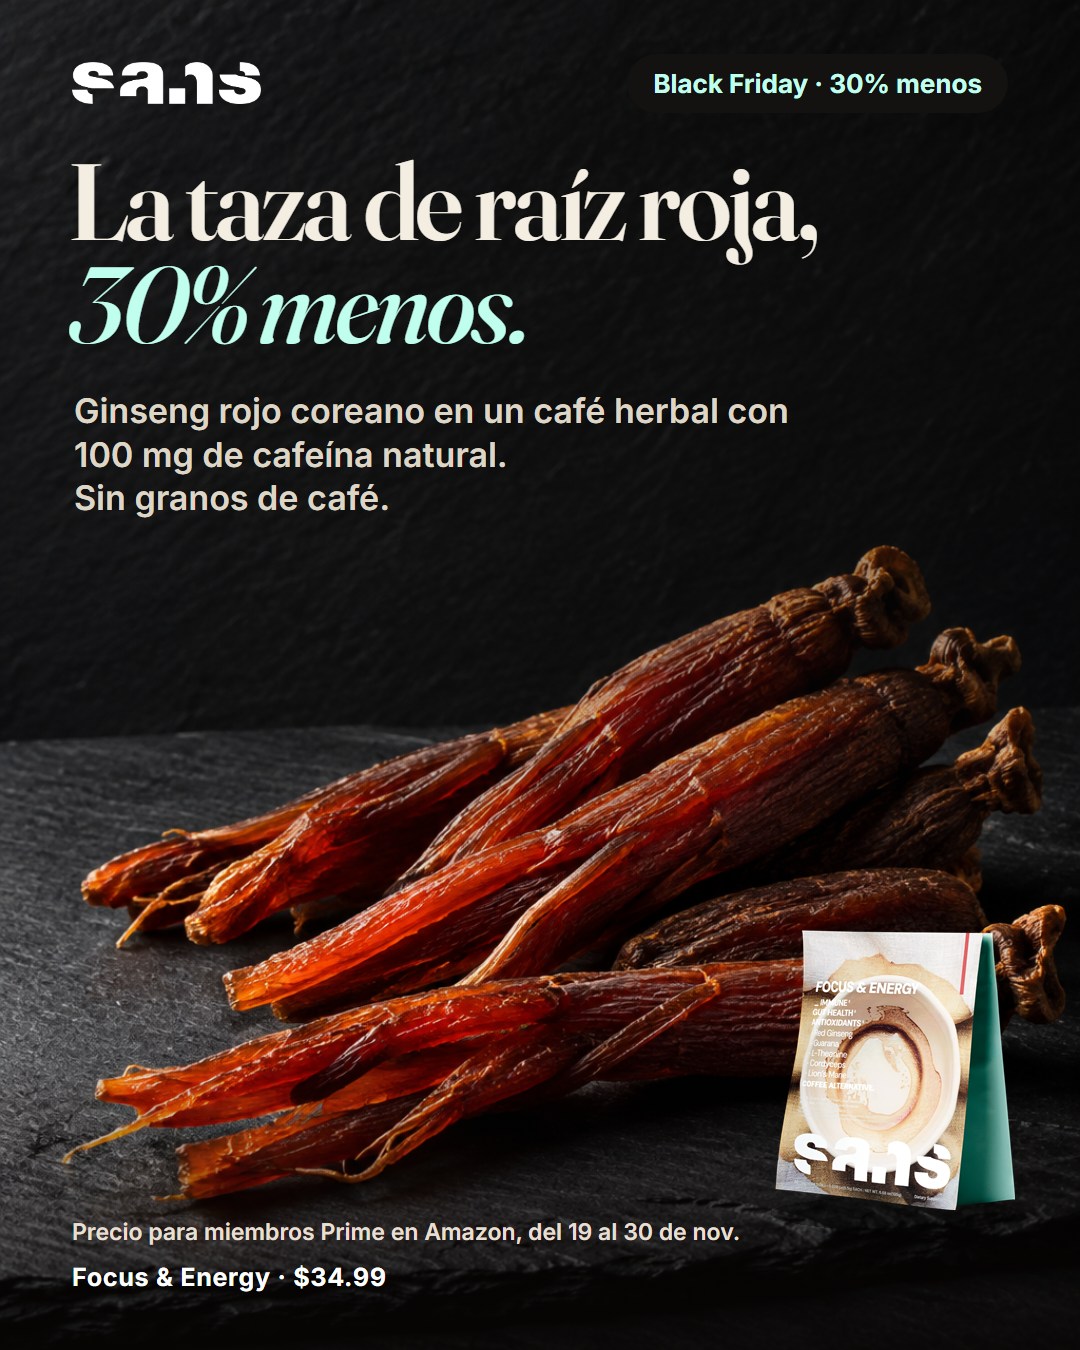 sans
Black Friday · 30% menos
La taza de raíz roja,
30% menos.
Ginseng rojo coreano en un café herbal con
100 mg de cafeína natural.
Sin granos de café.
FOCUS & ENERGY
IMMUNE
GUT HEALTH
ANTIOXIDANTS
Red Ginseng
Guarana
L-Theanine
Cordyceps
Lion's Mane
COFFEE ALTERNATIVE
sans
Precio para miembros Prime en Amazon, del 19 al 30 de nov.
Focus & Energy · $34.99